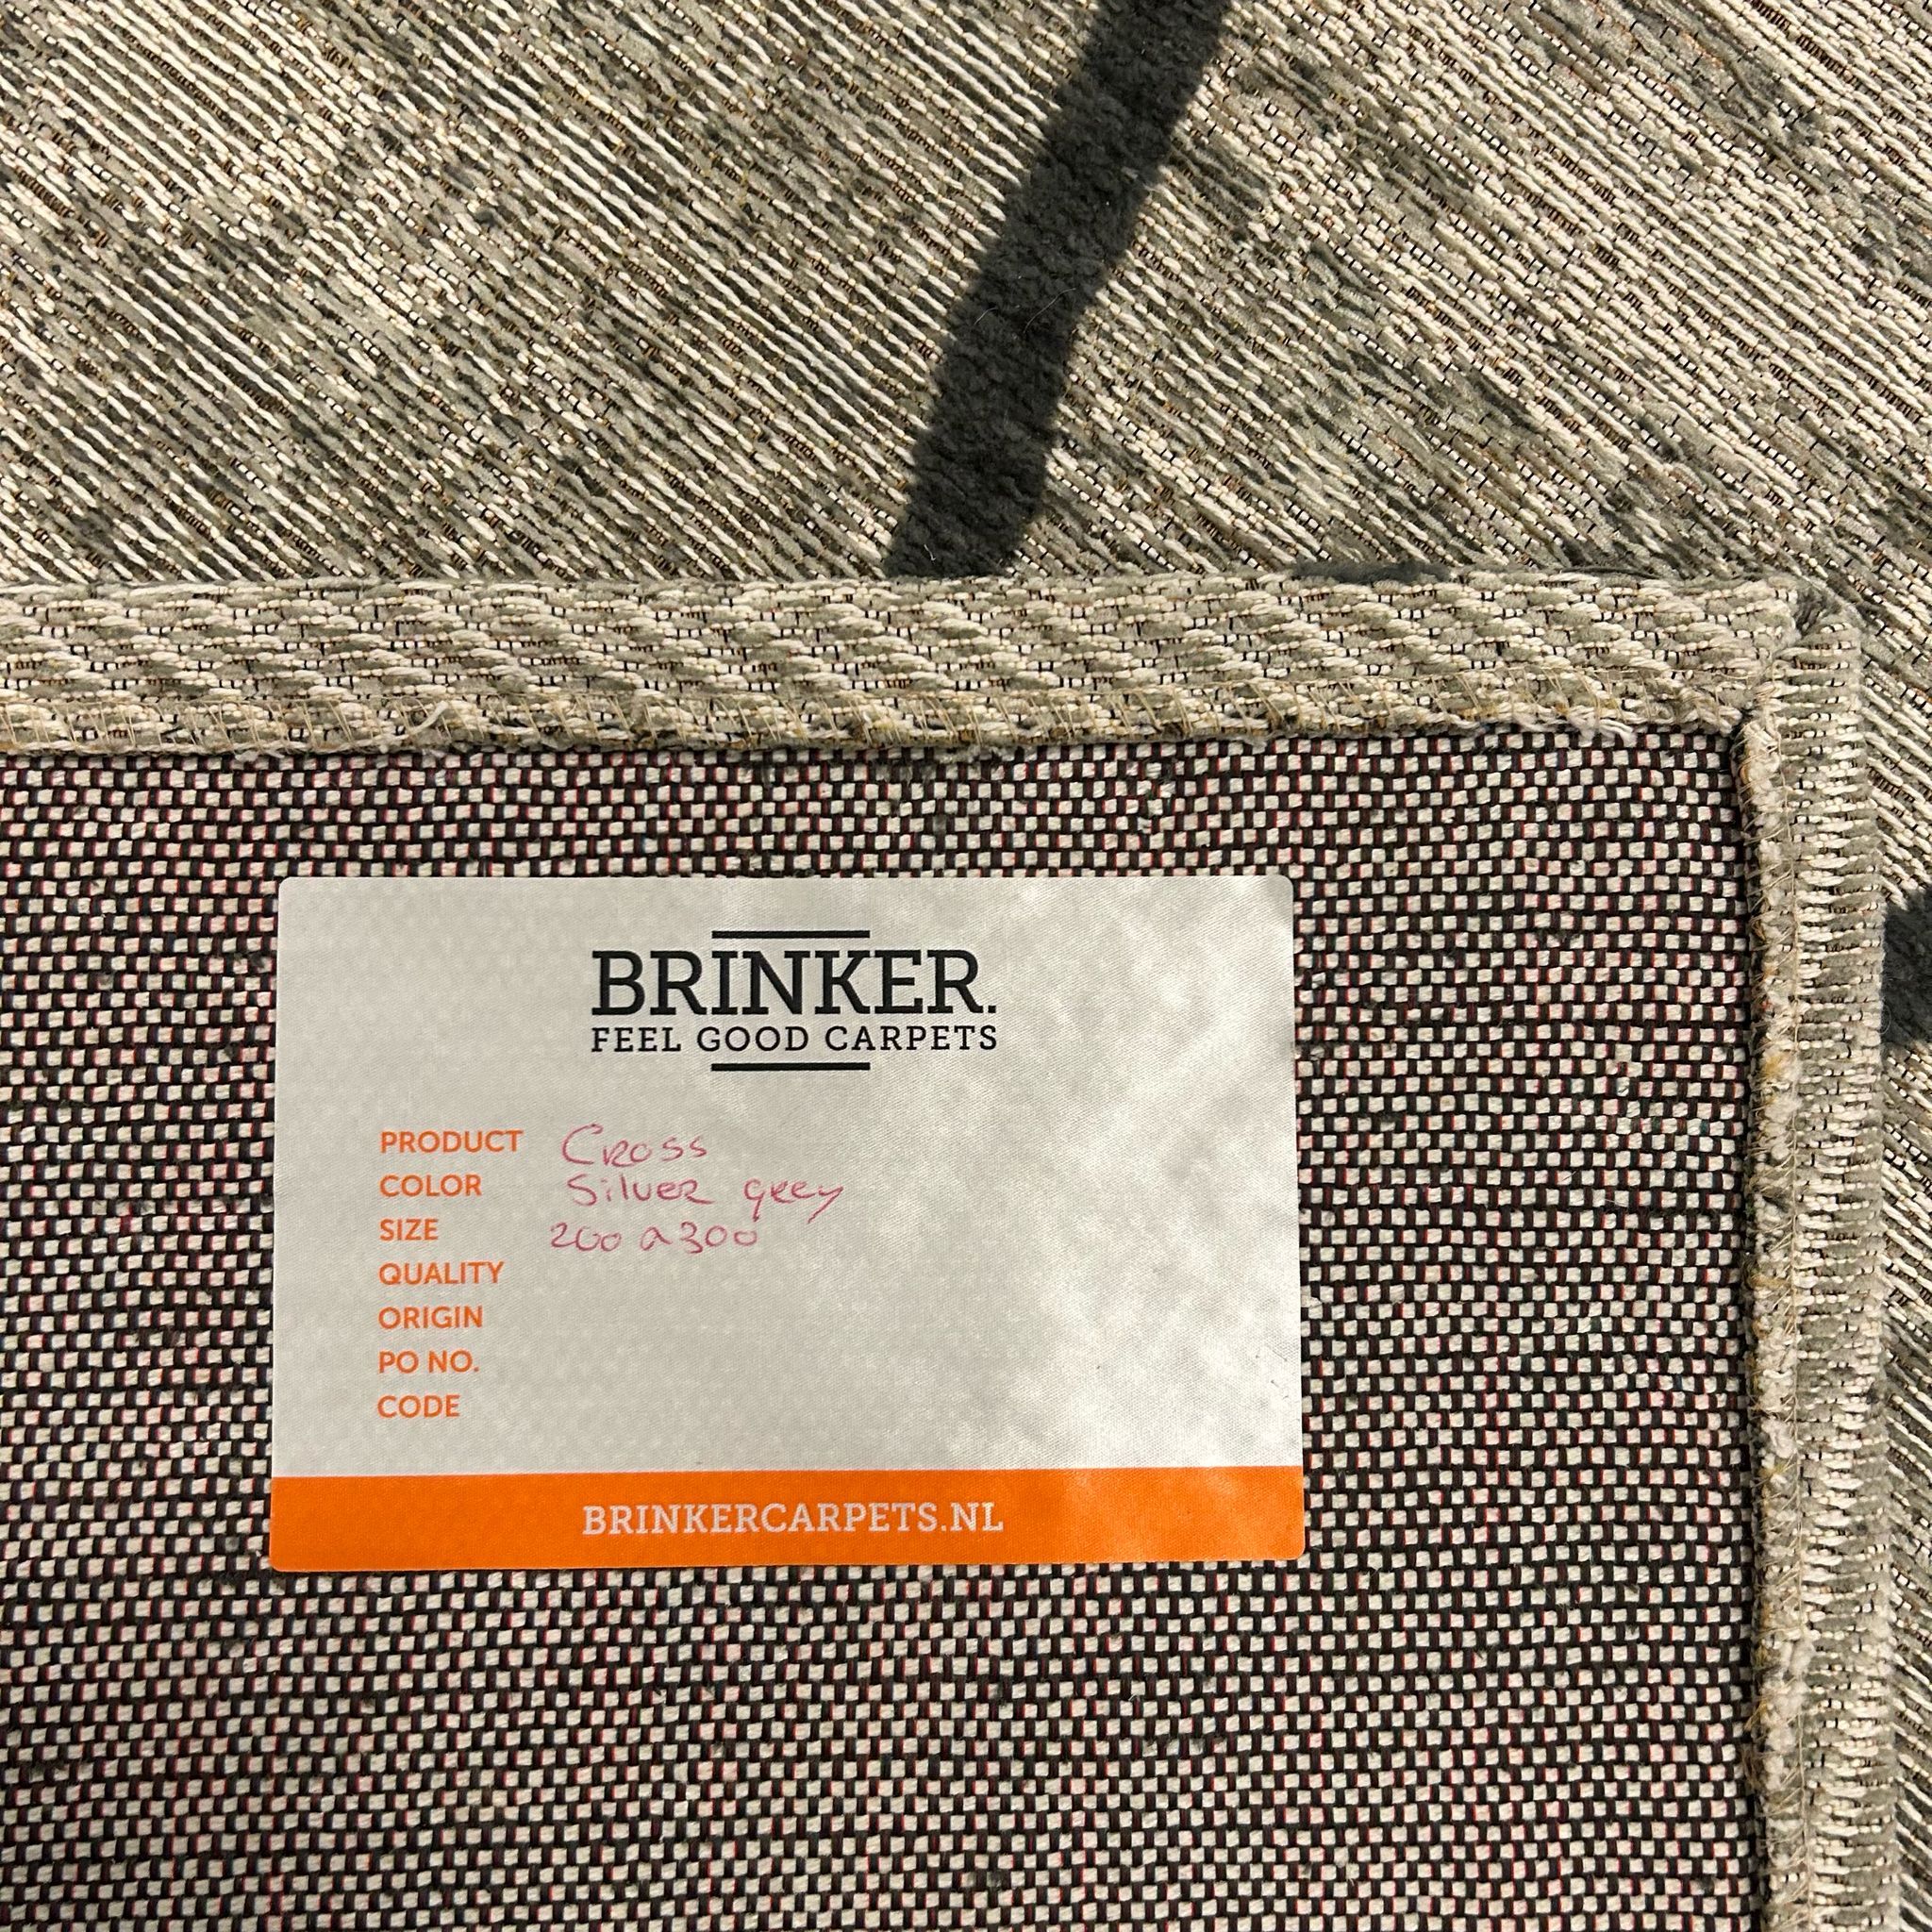 BRINKER.
FEEL GOOD CARPETS
PRODUCT Cross
COLOR Silver grey
SIZE 200 a 300
QUALITY
ORIGIN
PO NO.
CODE
BRINKERCARPETS.NL